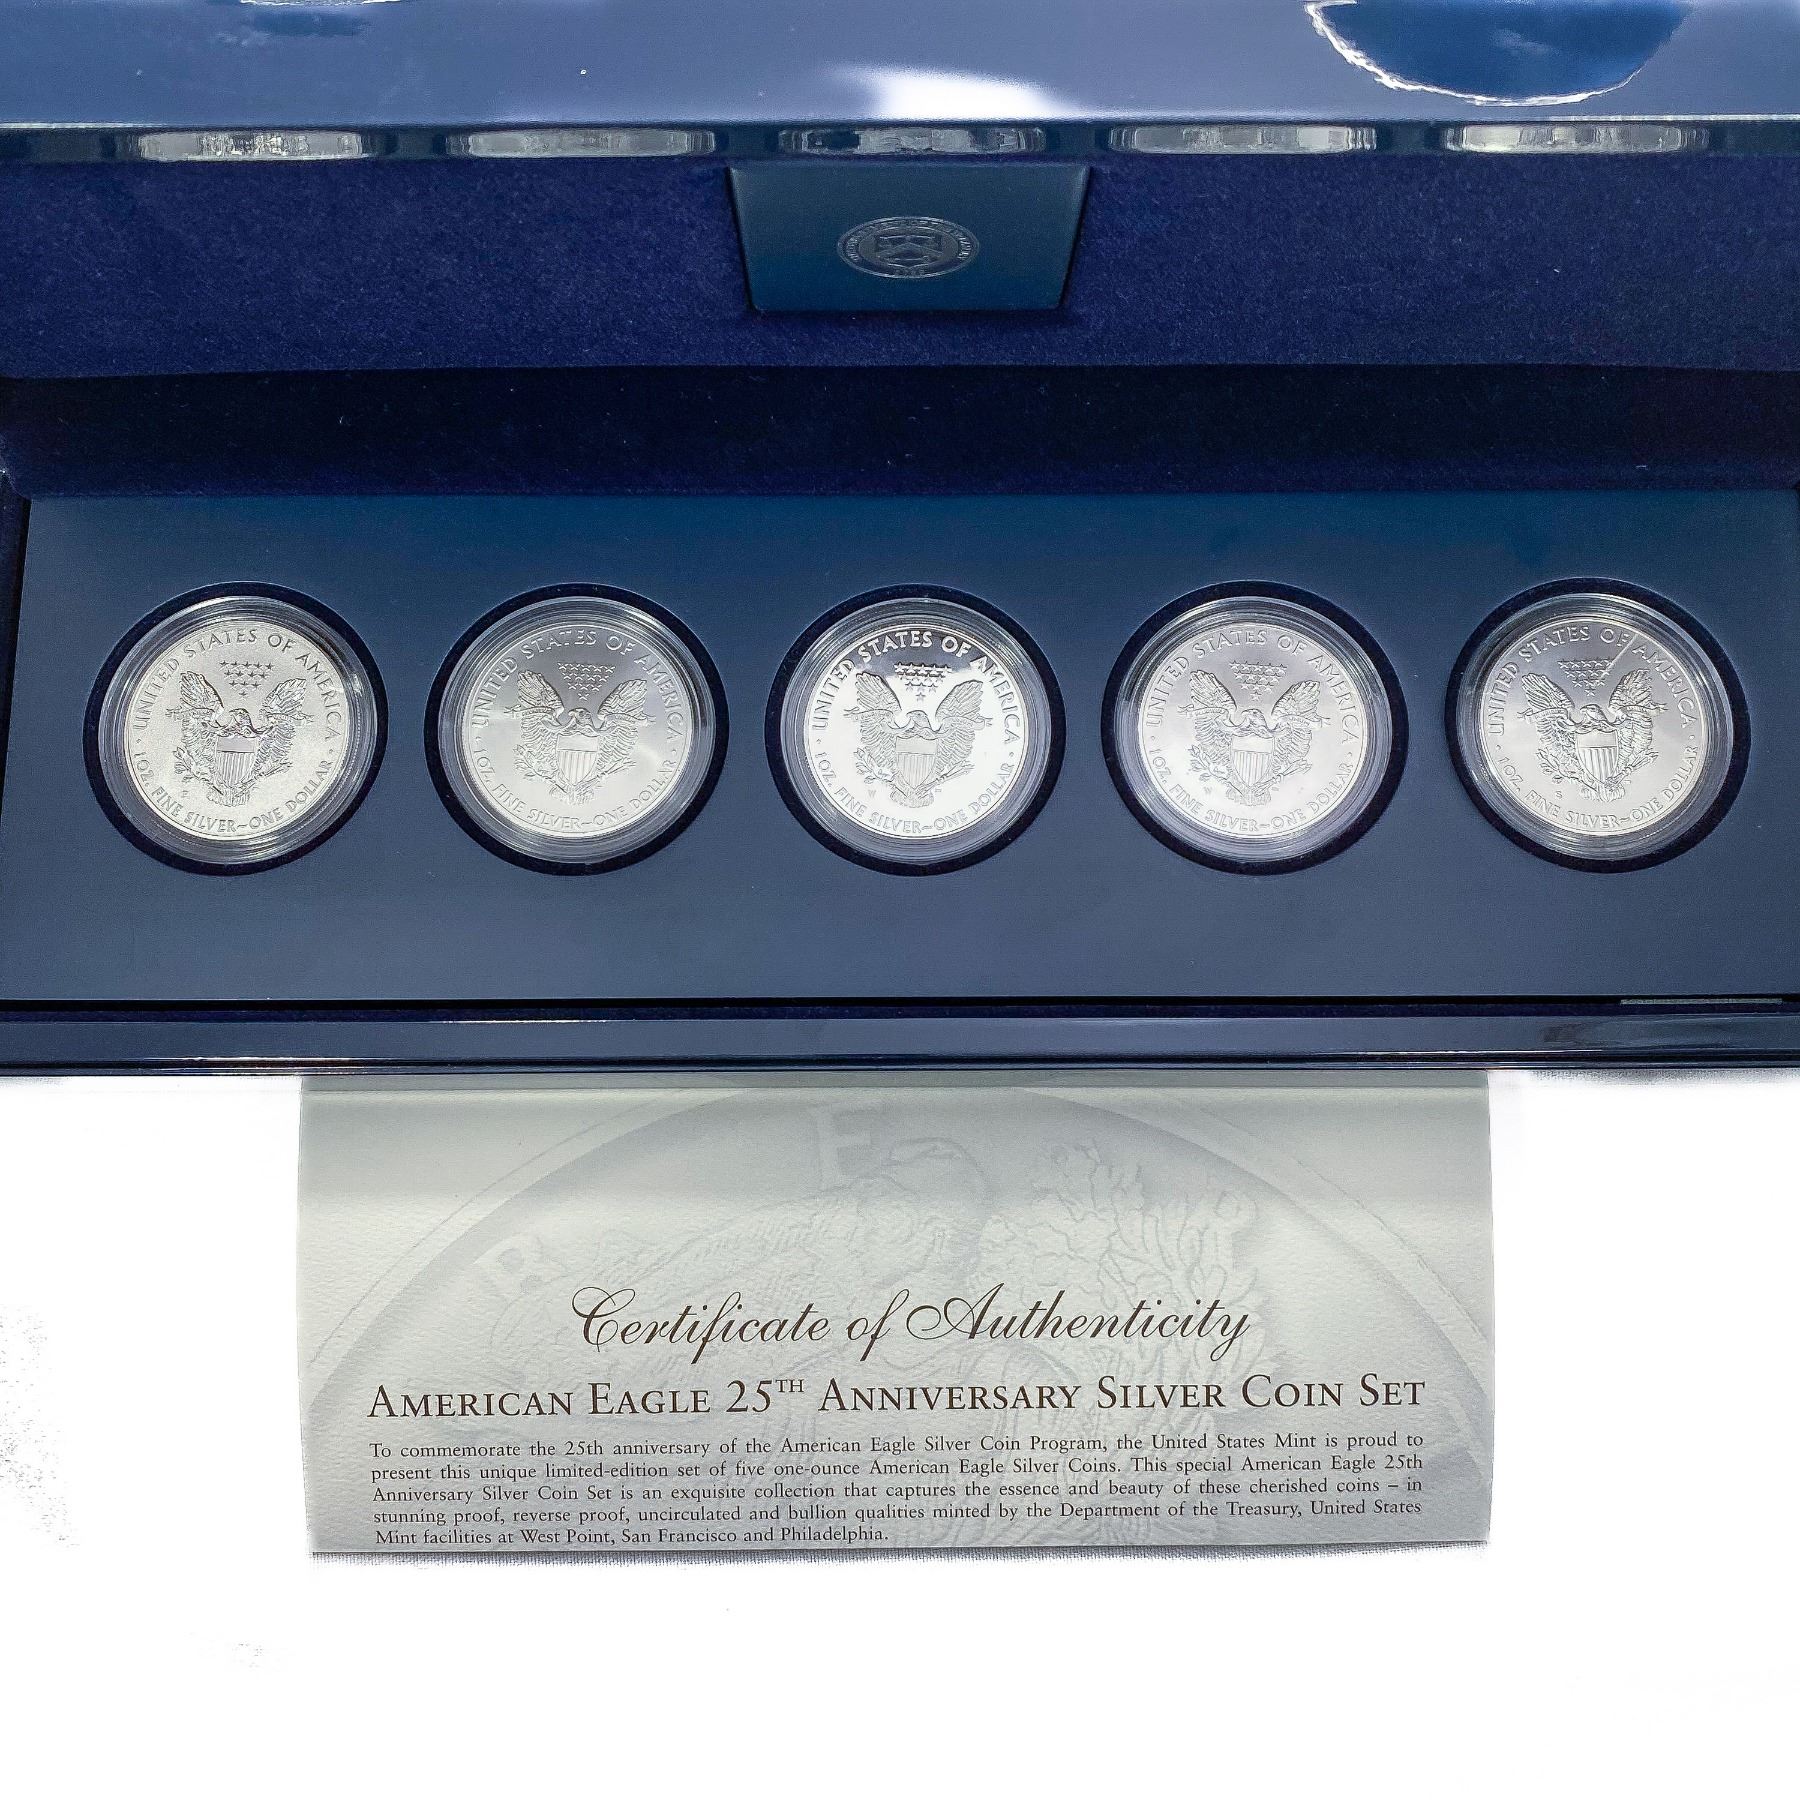 UNITED STATES OF AMERICA
1 OZ. FINE SILVER~ONE DOLLAR
P
UNITED STATES OF AMERICA
1 OZ. FINE SILVER~ONE DOLLAR
UNITED STATES OF AMERICA
1 OZ. FINE SILVER~ONE DOLLAR
W
UNITED STATES OF AMERICA
1 OZ. FINE SILVER~ONE DOLLAR
W
UNITED STATES OF AMERICA
1 OZ. FINE SILVER~ONE DOLLAR
S
Certificate of Authenticity
AMERICAN EAGLE 25TH ANNIVERSARY SILVER COIN SET
To commemorate the 25th anniversary of the American Eagle Silver Coin Program, the United States Mint is proud to
present this unique limited-edition set of five one-ounce American Eagle Silver Coins. This special American Eagle 25th
Anniversary Silver Coin Set is an exquisite collection that captures the essence and beauty of these cherished coins – in
stunning proof, reverse proof, uncirculated and bullion qualities minted by the Department of the Treasury, United States
Mint facilities at West Point, San Francisco and Philadelphia.